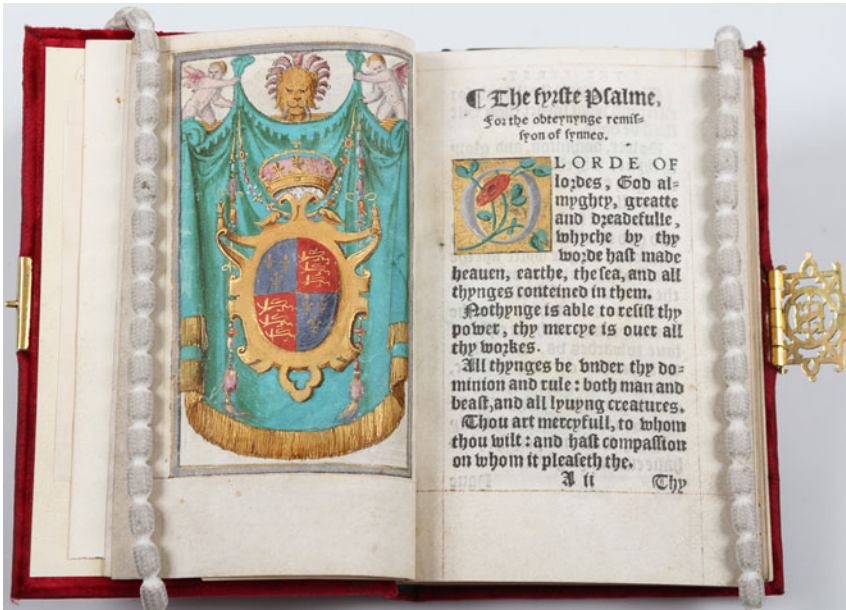 ¶ The fyrste Psalme,
For the obteynynge remis-
syon of synnes.
O LORDE OF
lordes, God al-
myghty, greatte
and dreadefulle,
whyche by thy
worde hast made
heauen, earthe, the sea, and all
thynges conteined in them.
Nothynge is able to resist thy
power, thy mercye is ouer all
thy workes.
All thynges be vnder thy do-
minion and rule: both man and
beast, and all lyuyng creatures.
Thou art mercyfull, to whom
thou wilt: and hast compassion
on whom it pleaseth the.
A ii Thy